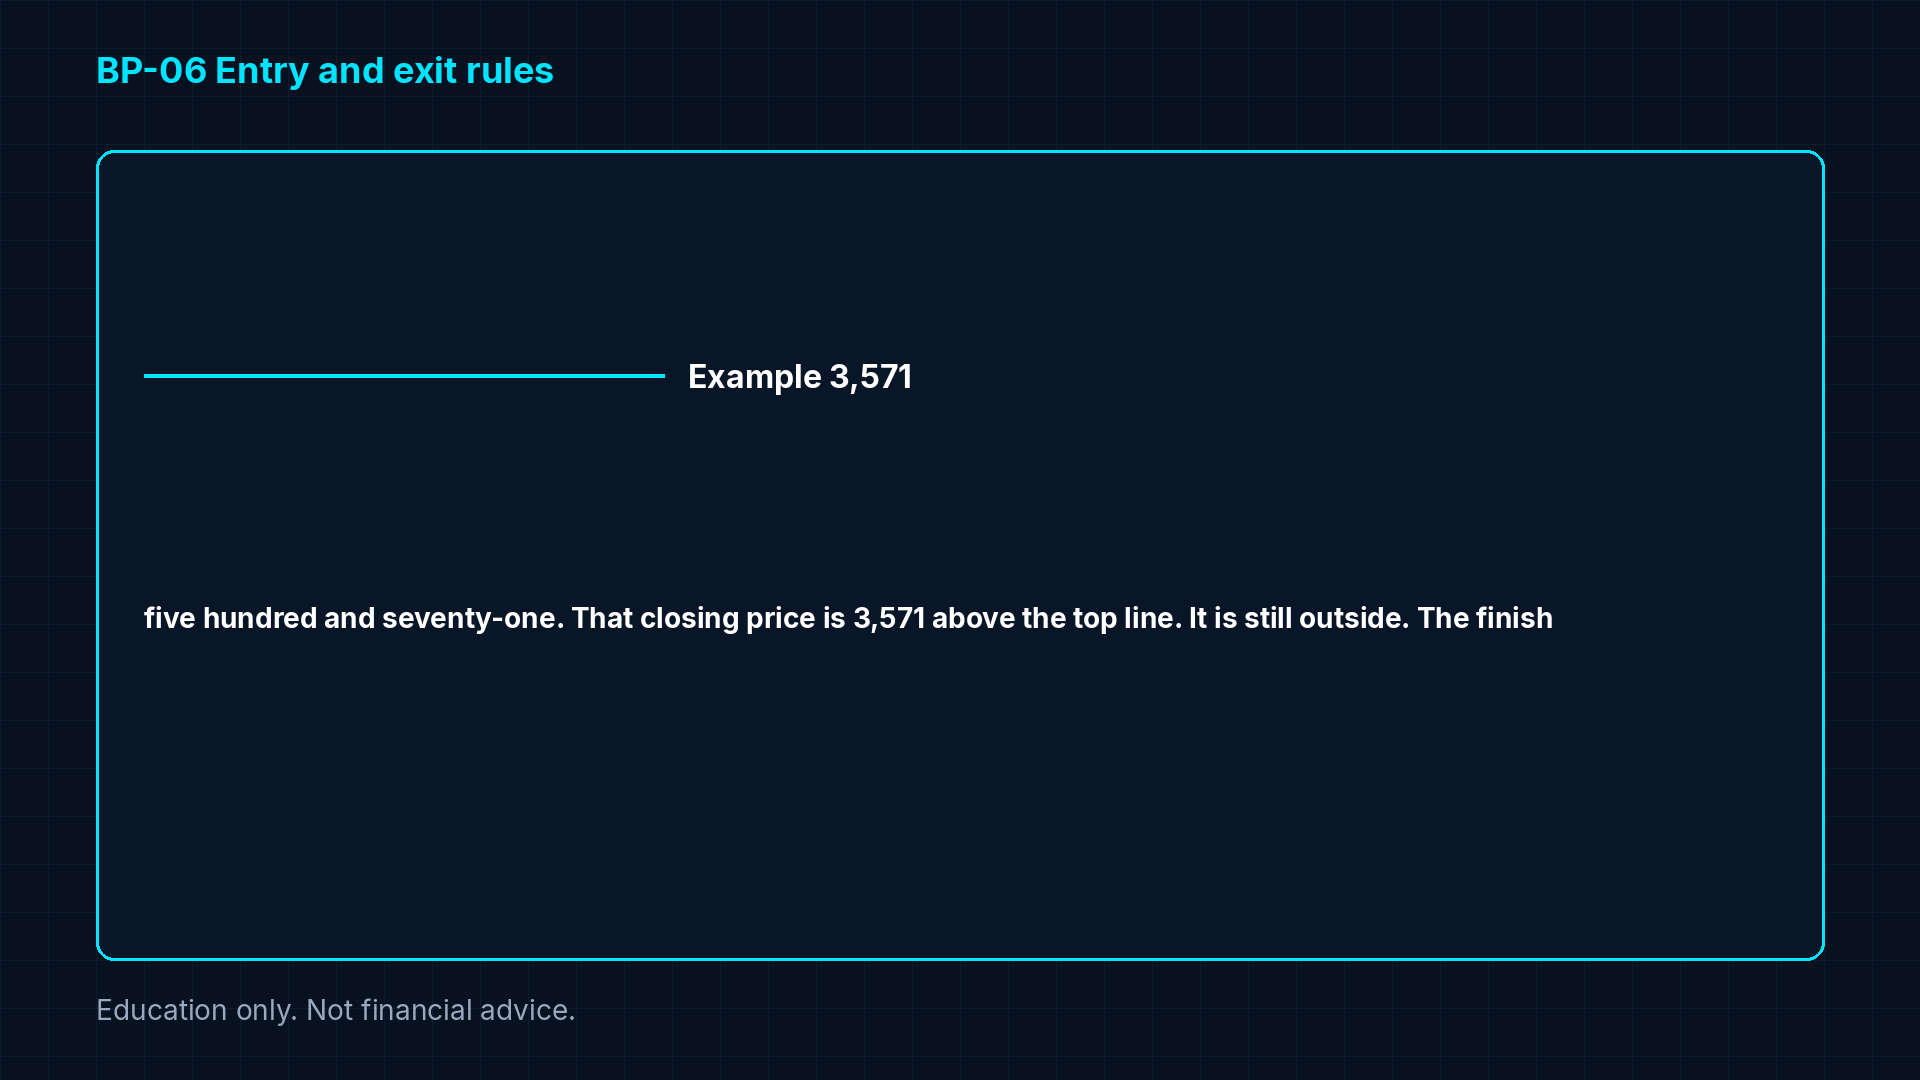 BP-06 Entry and exit rules
Example 3,571
five hundred and seventy-one. That closing price is 3,571 above the top line. It is still outside. The finish
Education only. Not financial advice.